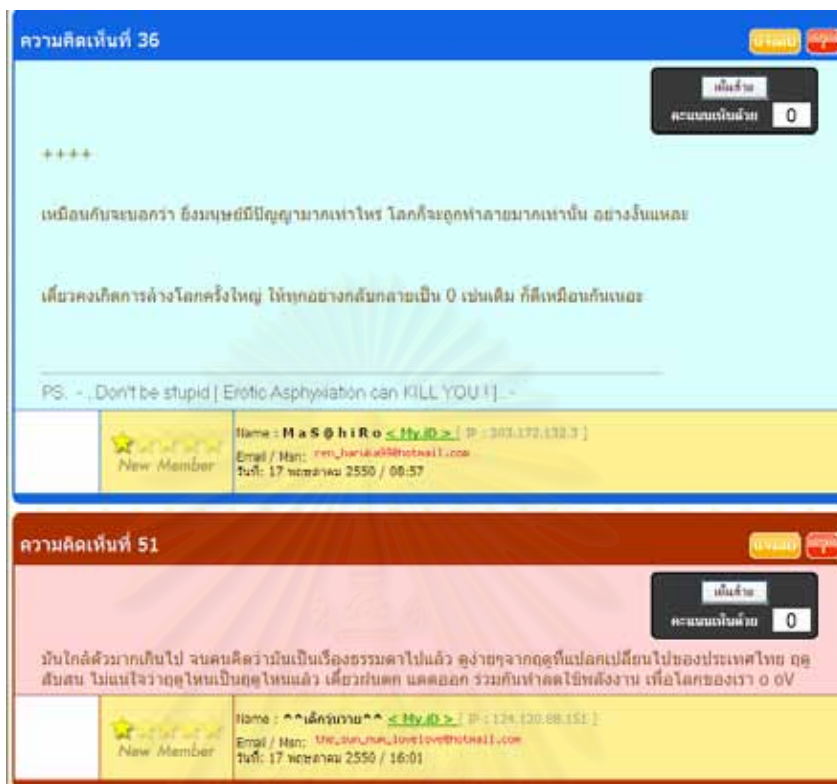 ความคิดเห็นที่ 36
เห็นด้วย
คะแนนเห็นด้วย 0
++++
เหมือนกับจะบอกว่า ยิ่งมนุษย์มีปัญญามากเท่าไหร่ โลกก็จะถูกทำลายมากเท่านั้น อย่างงั้นแหละ
เดี๋ยวคงเกิดการล้างโลกครั้งใหญ่ ให้ทุกอย่างกลับกลายเป็น 0 เช่นเดิม ก็ดีเหมือนกันเนอะ
PS. - ..Don't be stupid [ Erotic Asphyxiation can KILL YOU ! ]..-
New Member
Name : M a S @ h i R o < My.iD > [ IP : 203.172.132.3 ]
Email / Msn:
วันที่: 17 พฤษภาคม 2550 / 08:57
ความคิดเห็นที่ 51
เห็นด้วย
คะแนนเห็นด้วย 0
มันใกล้ตัวมากเกินไป จนคนคิดว่ามันเป็นเรื่องธรรมดาไปแล้ว ดูง่ายๆจากฤดูที่แปลกเปลี่ยนไปของประเทศไทย ฤดู
สับสน ไม่แน่ใจว่าฤดูไหนเป็นฤดูไหนแล้ว เดี๋ยวฝนตก แดดออก ร่วมกันทำลดใช้พลังงาน เพื่อโลกของเรา o oV
New Member
Name : ^^เด็กวุ่นวาย^^ < My.iD > [ IP : 124.120.88.151 ]
Email / Msn:
วันที่: 17 พฤษภาคม 2550 / 16:01